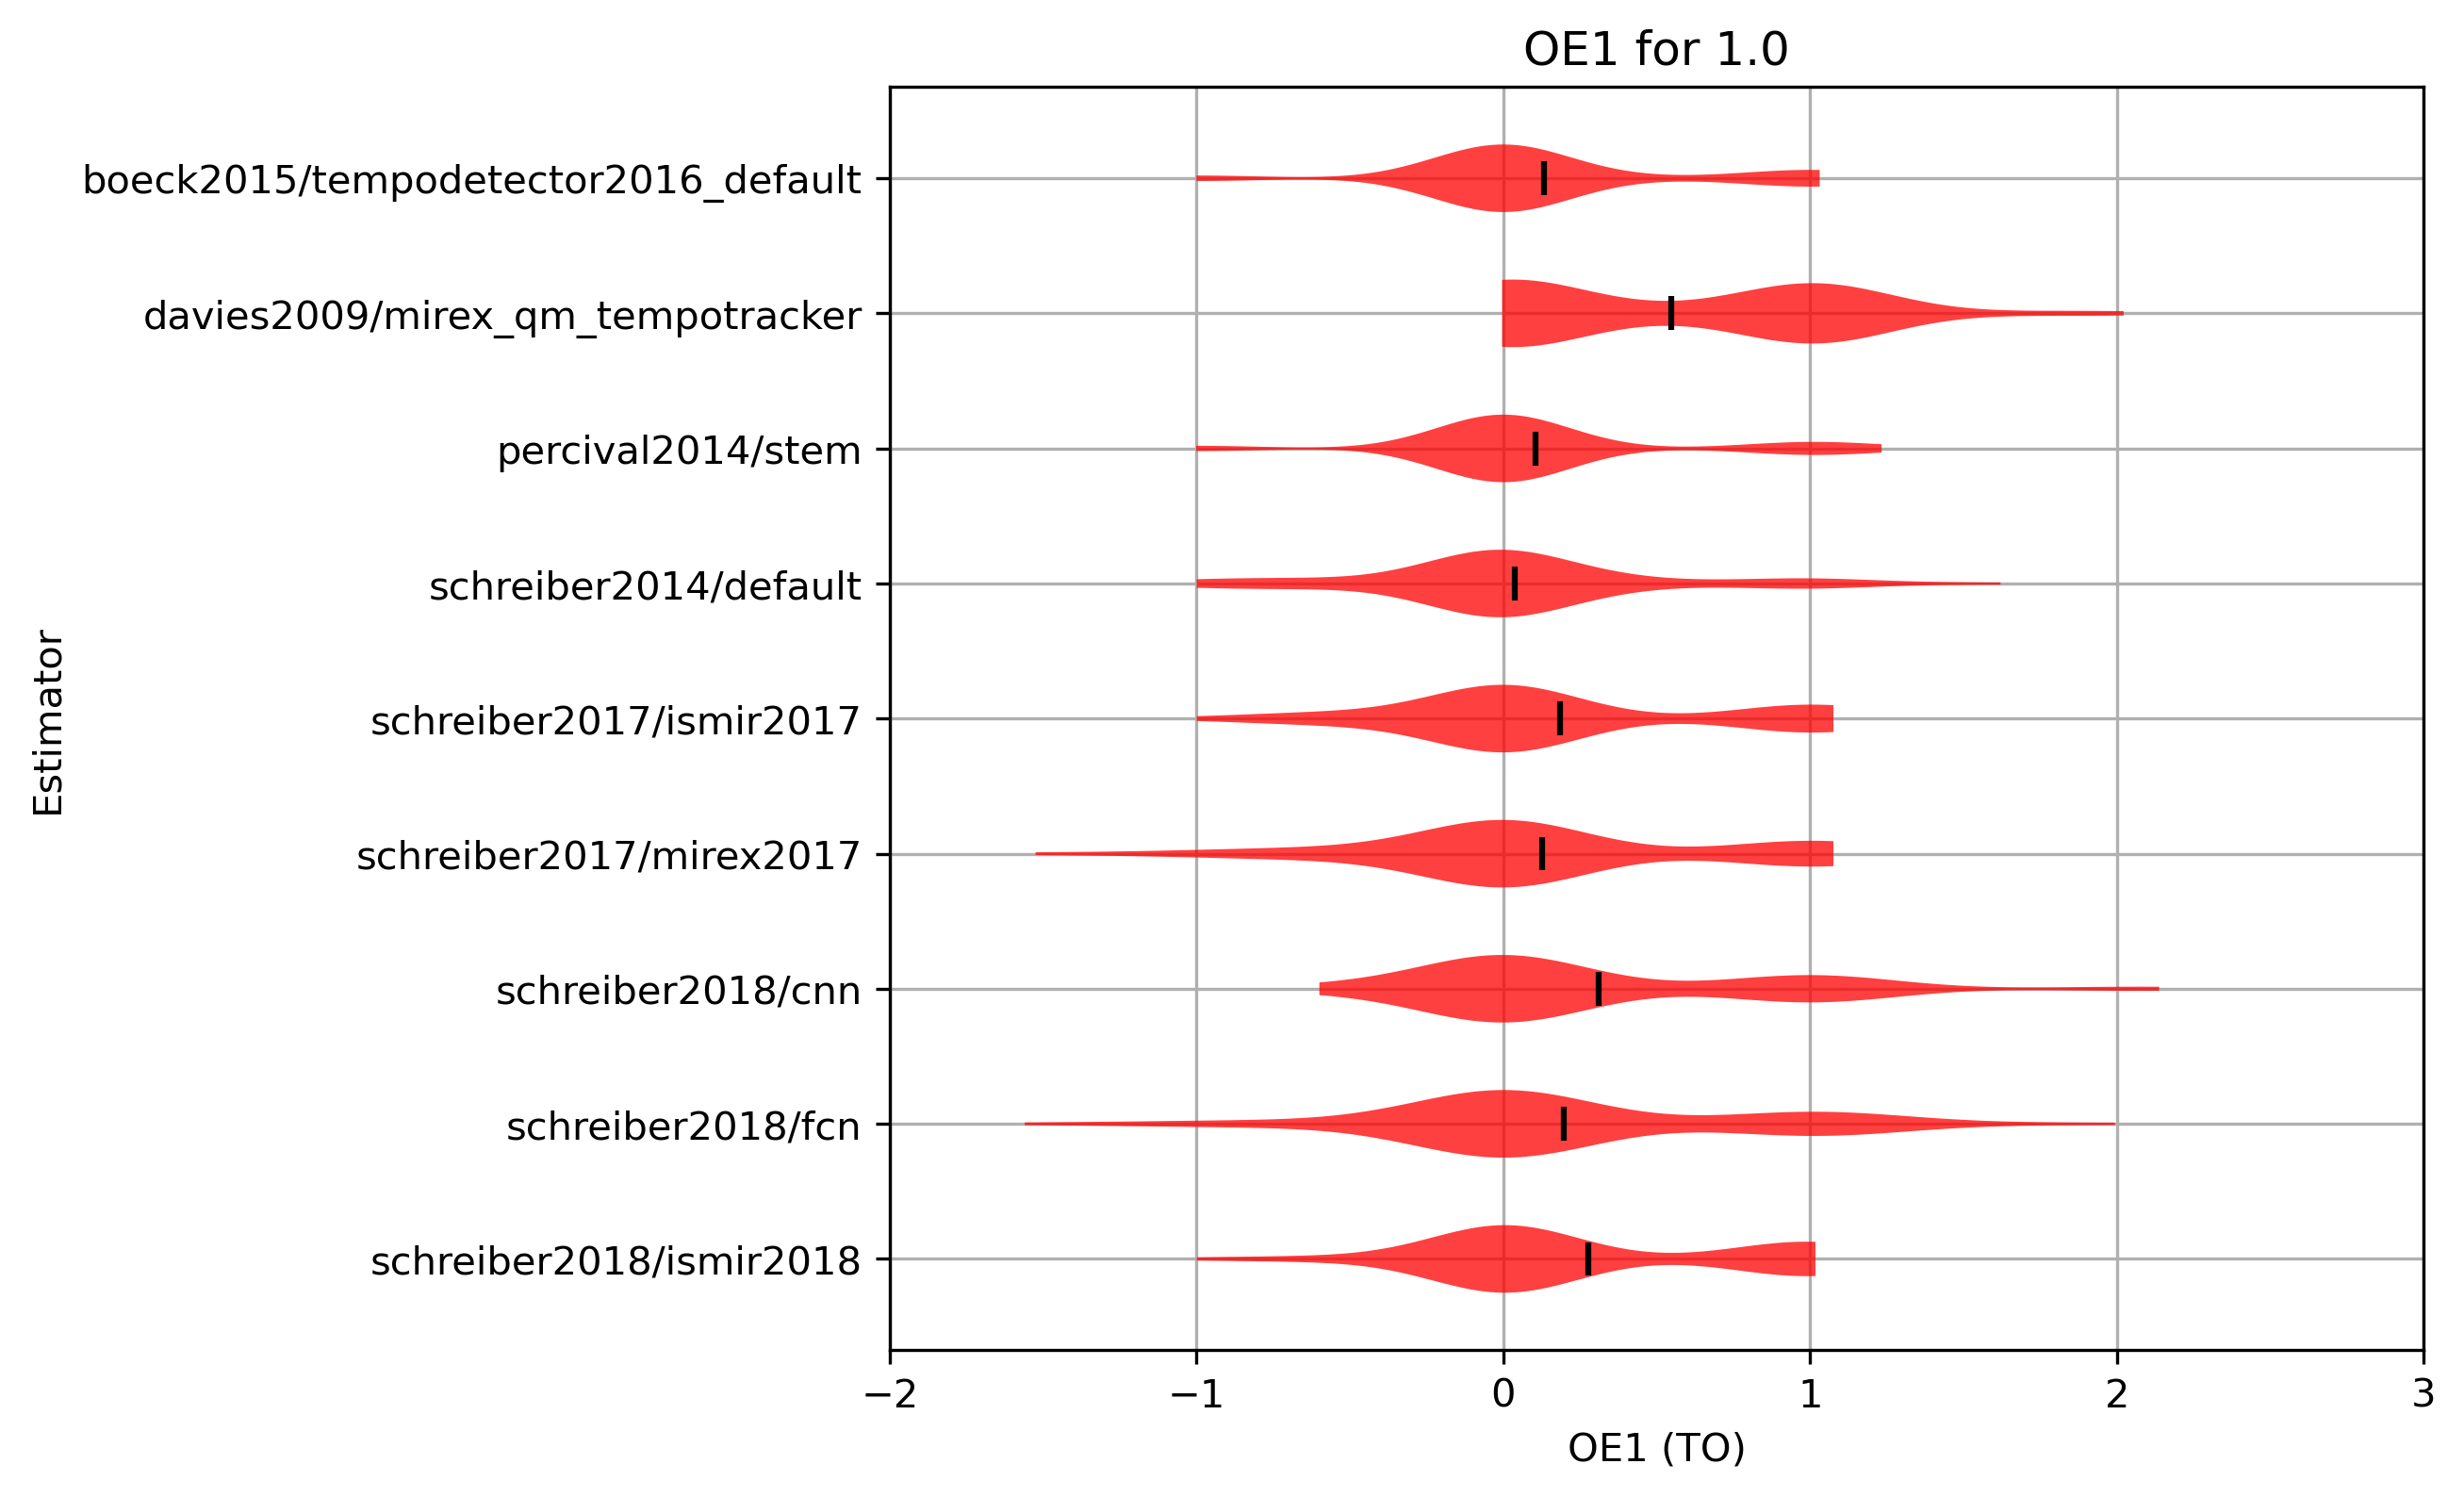 OE1 for 1.0
boeck2015/tempodetector2016_default
davies2009/mirex_qm_tempotracker
percival2014/stem
schreiber2014/default
schreiber2017/ismir2017
schreiber2017/mirex2017
schreiber2018/cnn
schreiber2018/fcn
schreiber2018/ismir2018
Estimator
−2 −1 0 1 2 3
OE1 (TO)